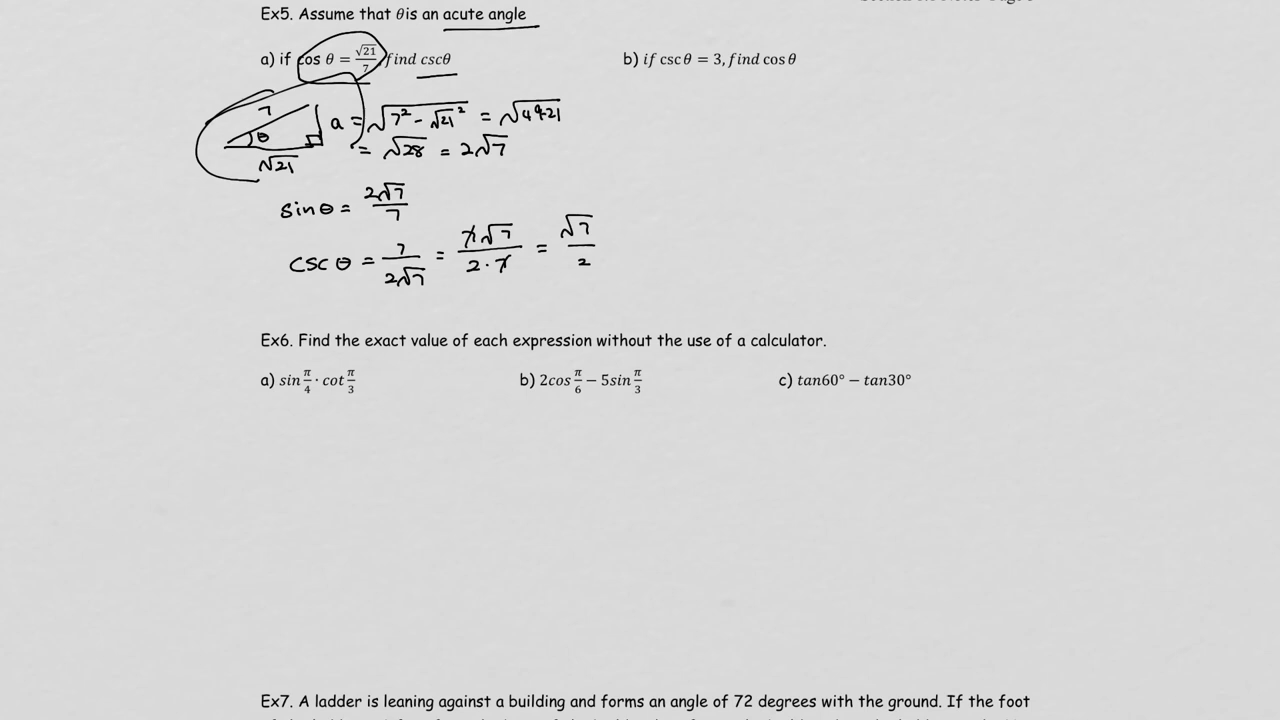 Ex5. Assume that θ is an acute angle
a) if cos θ = √21/7, find cscθ
b) if csc θ = 3, find cos θ
7
θ
√21
a = √(7² − √21²) = √(49-21)
= √28 = 2√7
sin θ = 2√7/7
csc θ = 7/2√7 = 7√7/2·7 = √7/2
Ex6. Find the exact value of each expression without the use of a calculator.
a) sin π/4 · cot π/3
b) 2cos π/6 − 5sin π/3
c) tan60° − tan30°
Ex7. A ladder is leaning against a building and forms an angle of 72 degrees with the ground. If the foot